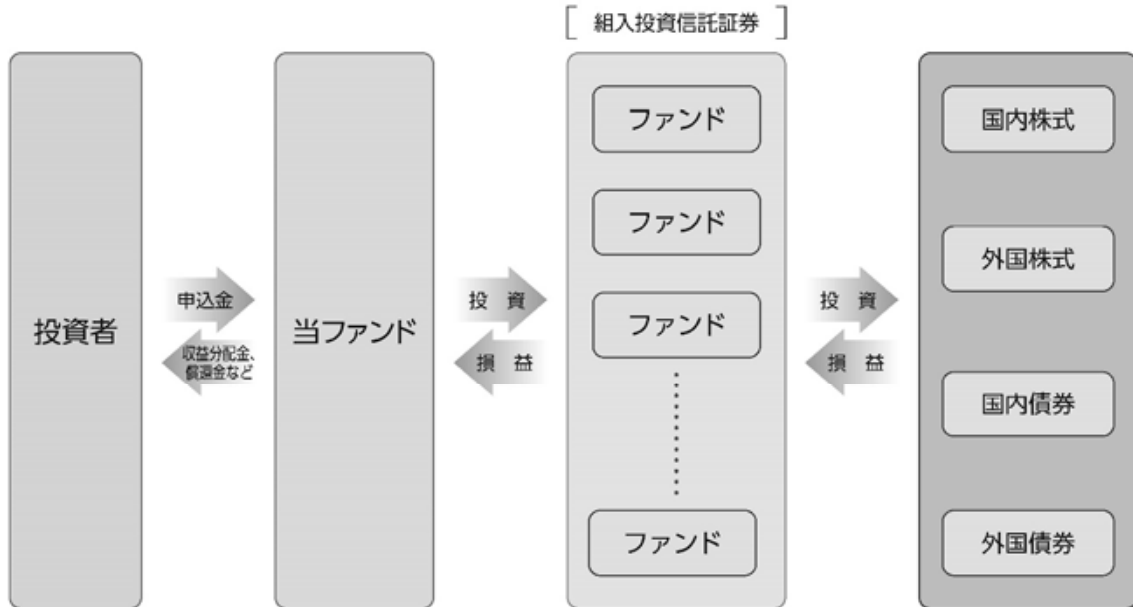 [ 組入投資信託証券 ]
投資者
申込金
収益分配金、
償還金など
当ファンド
投 資
損 益
ファンド
ファンド
ファンド
ファンド
投 資
損 益
国内株式
外国株式
国内債券
外国債券